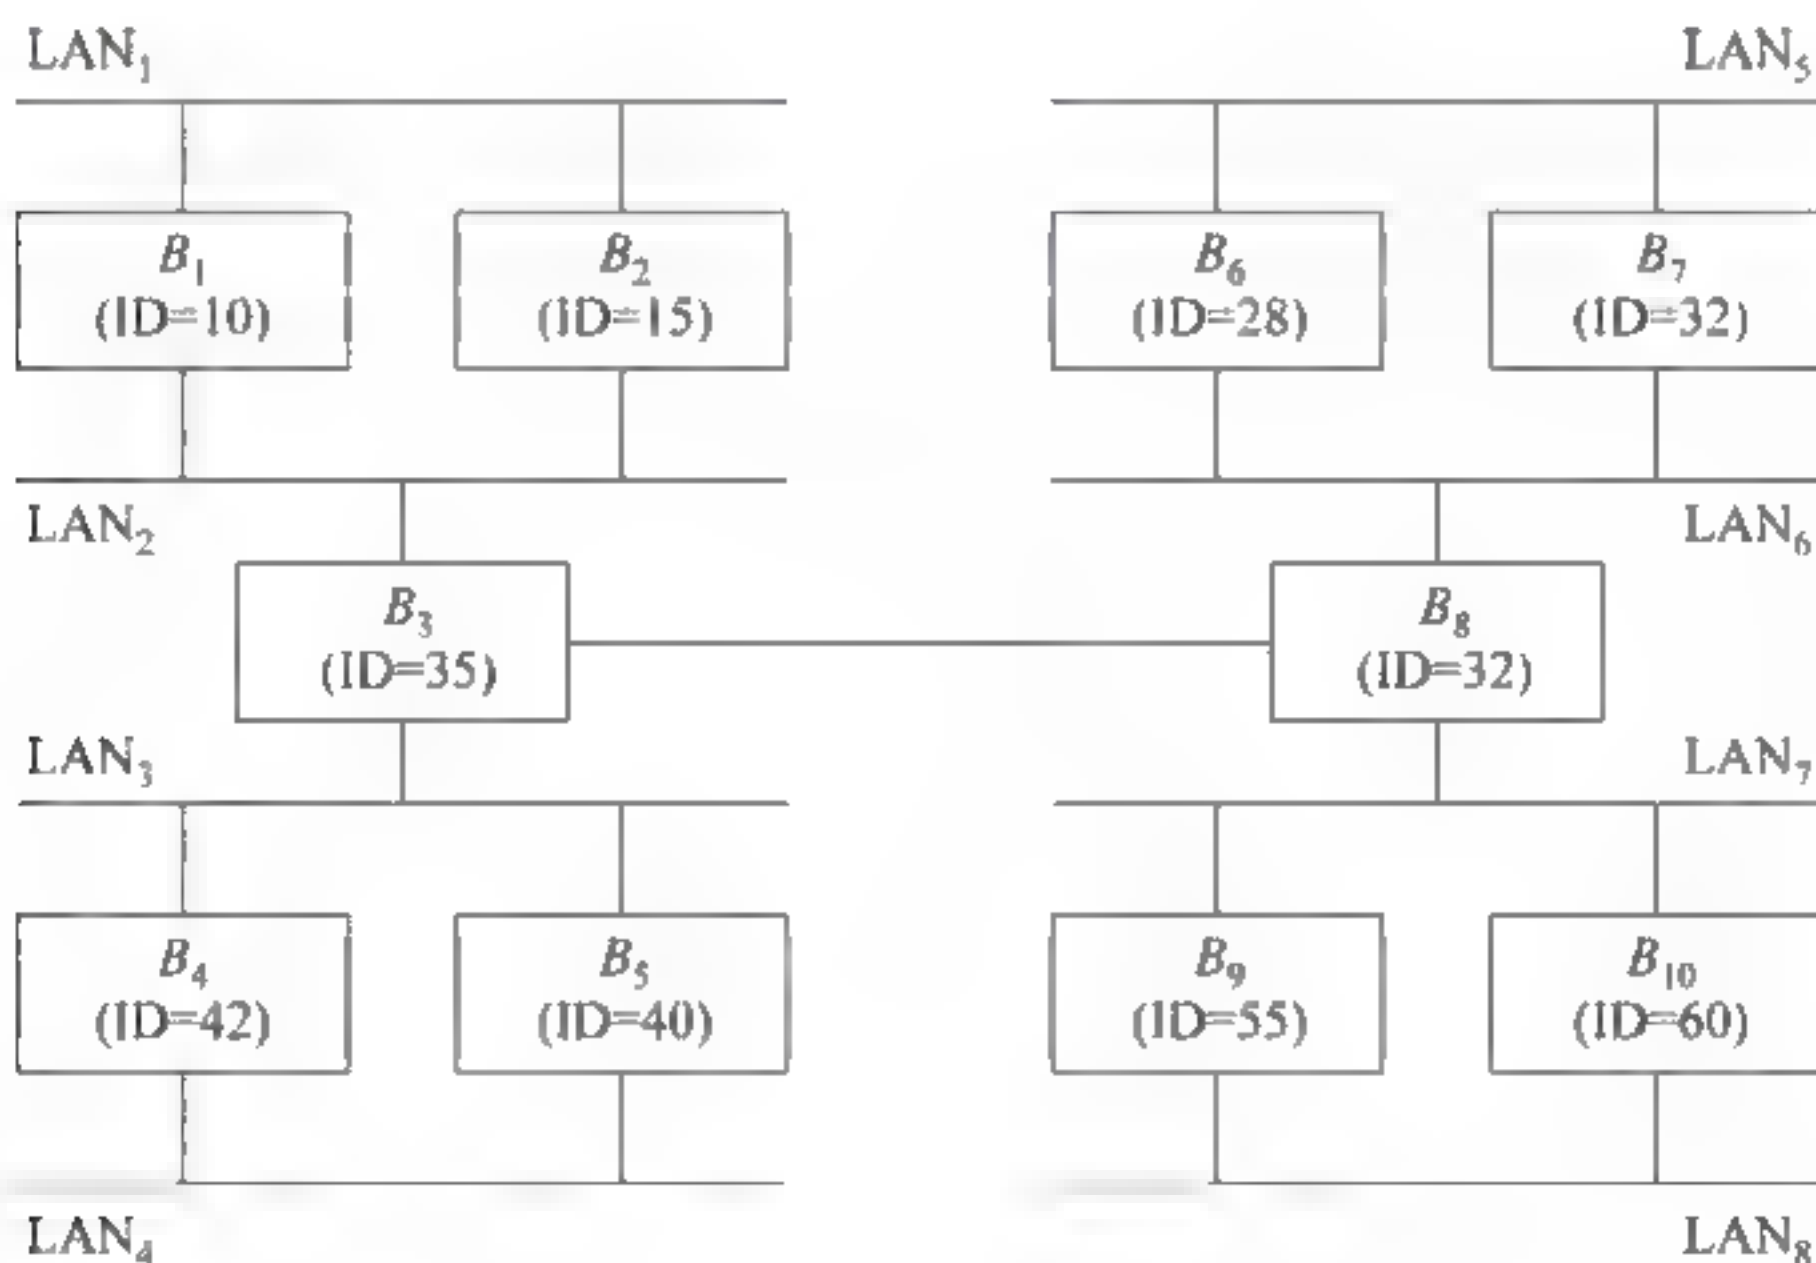 LAN₁
LAN₅
B₁
(ID=10)
B₂
(ID=15)
B₆
(ID=28)
B₇
(ID=32)
LAN₂
LAN₆
B₃
(ID=35)
B₈
(ID=32)
LAN₃
LAN₇
B₄
(ID=42)
B₅
(ID=40)
B₉
(ID=55)
B₁₀
(ID=60)
LAN₄
LAN₈